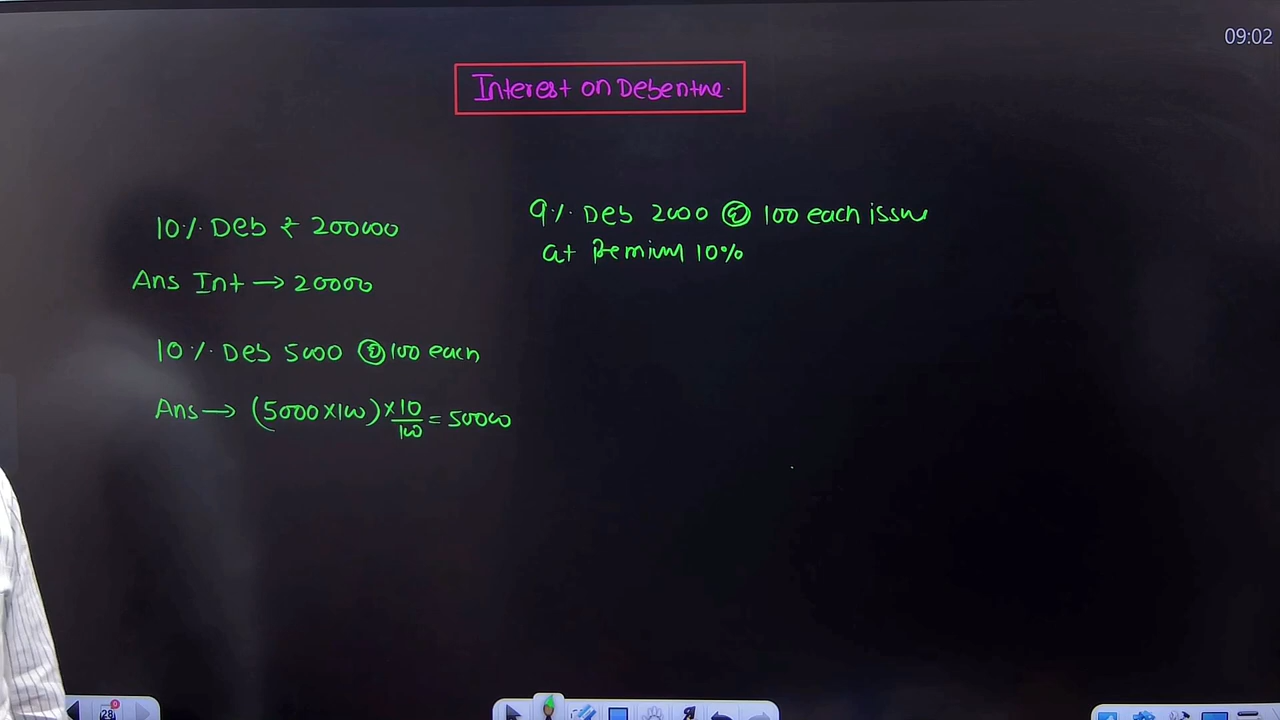 09:02
Interest on Debenture.
10% Deb ₹ 200000
Ans Int → 20000
10% Deb 5000 @ 100 each
Ans → (5000×100)×10/100 = 50000
9% Deb 2000 @ 100 each issue
at Premium 10%
28